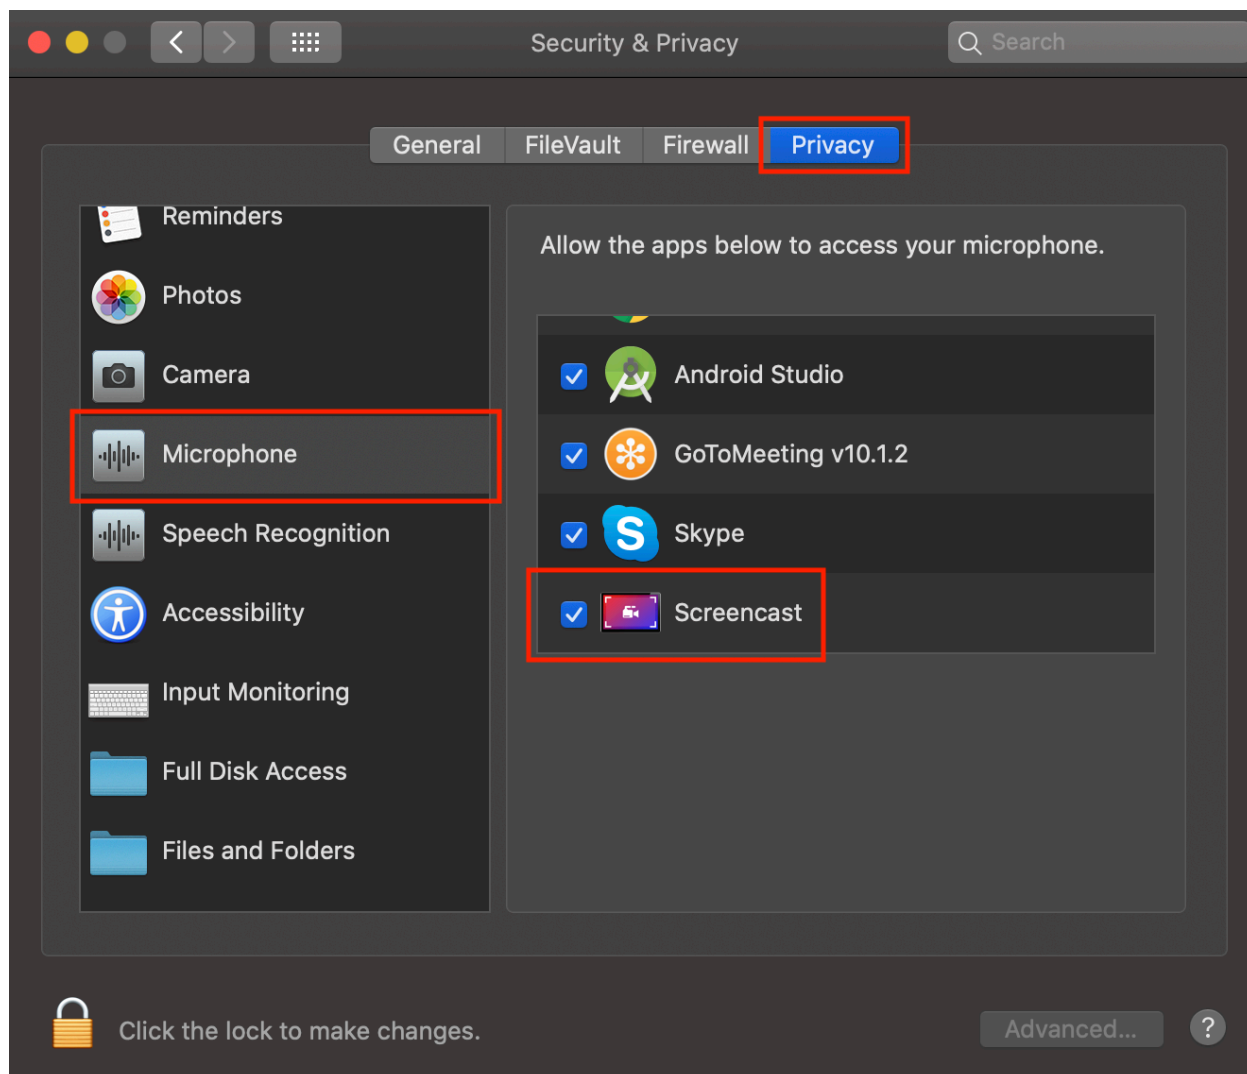 Security & Privacy
Search
General
FileVault
Firewall
Privacy
Reminders
Photos
Camera
Microphone
Speech Recognition
Accessibility
Input Monitoring
Full Disk Access
Files and Folders
Allow the apps below to access your microphone.
Android Studio
GoToMeeting v10.1.2
S
Skype
Screencast
Click the lock to make changes.
Advanced...
?